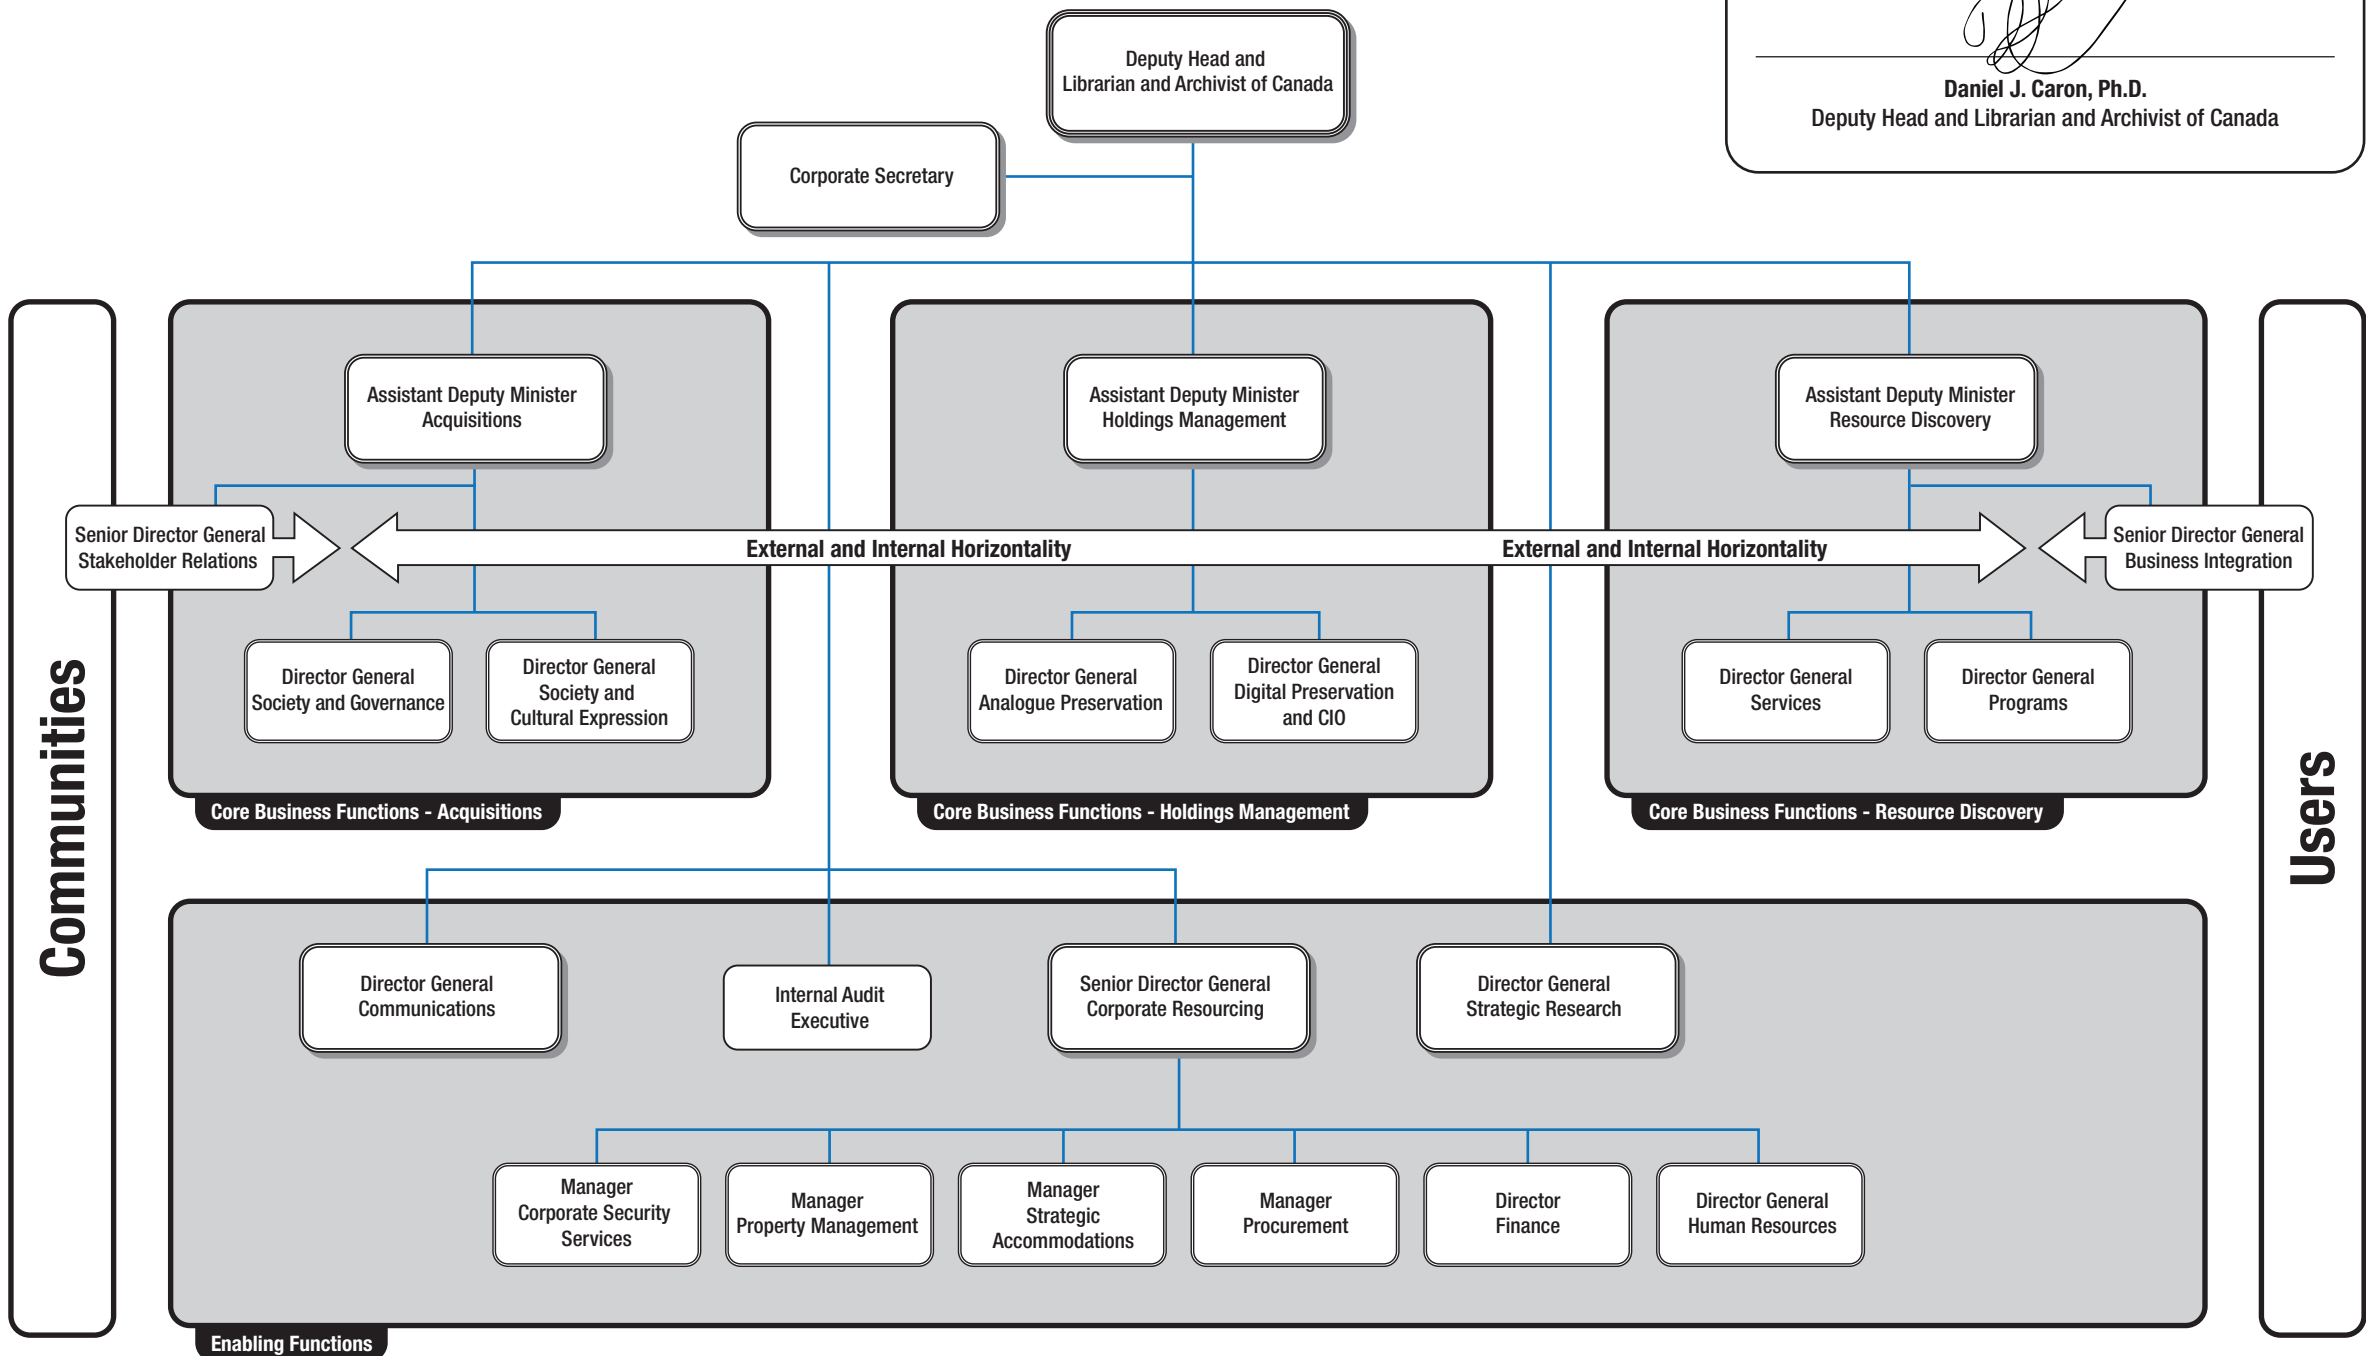 Deputy Head and
Librarian and Archivist of Canada
Daniel J. Caron, Ph.D.
Deputy Head and Librarian and Archivist of Canada
Corporate Secretary
Assistant Deputy Minister
Acquisitions
Assistant Deputy Minister
Holdings Management
Assistant Deputy Minister
Resource Discovery
Senior Director General
Stakeholder Relations
External and Internal Horizontality
External and Internal Horizontality
Senior Director General
Business Integration
Director General
Society and Governance
Director General
Society and
Cultural Expression
Director General
Analogue Preservation
Director General
Digital Preservation
and CIO
Director General
Services
Director General
Programs
Communities
Users
Core Business Functions - Acquisitions
Core Business Functions - Holdings Management
Core Business Functions - Resource Discovery
Director General
Communications
Internal Audit
Executive
Senior Director General
Corporate Resourcing
Director General
Strategic Research
Manager
Corporate Security
Services
Manager
Property Management
Manager
Strategic
Accommodations
Manager
Procurement
Director
Finance
Director General
Human Resources
Enabling Functions